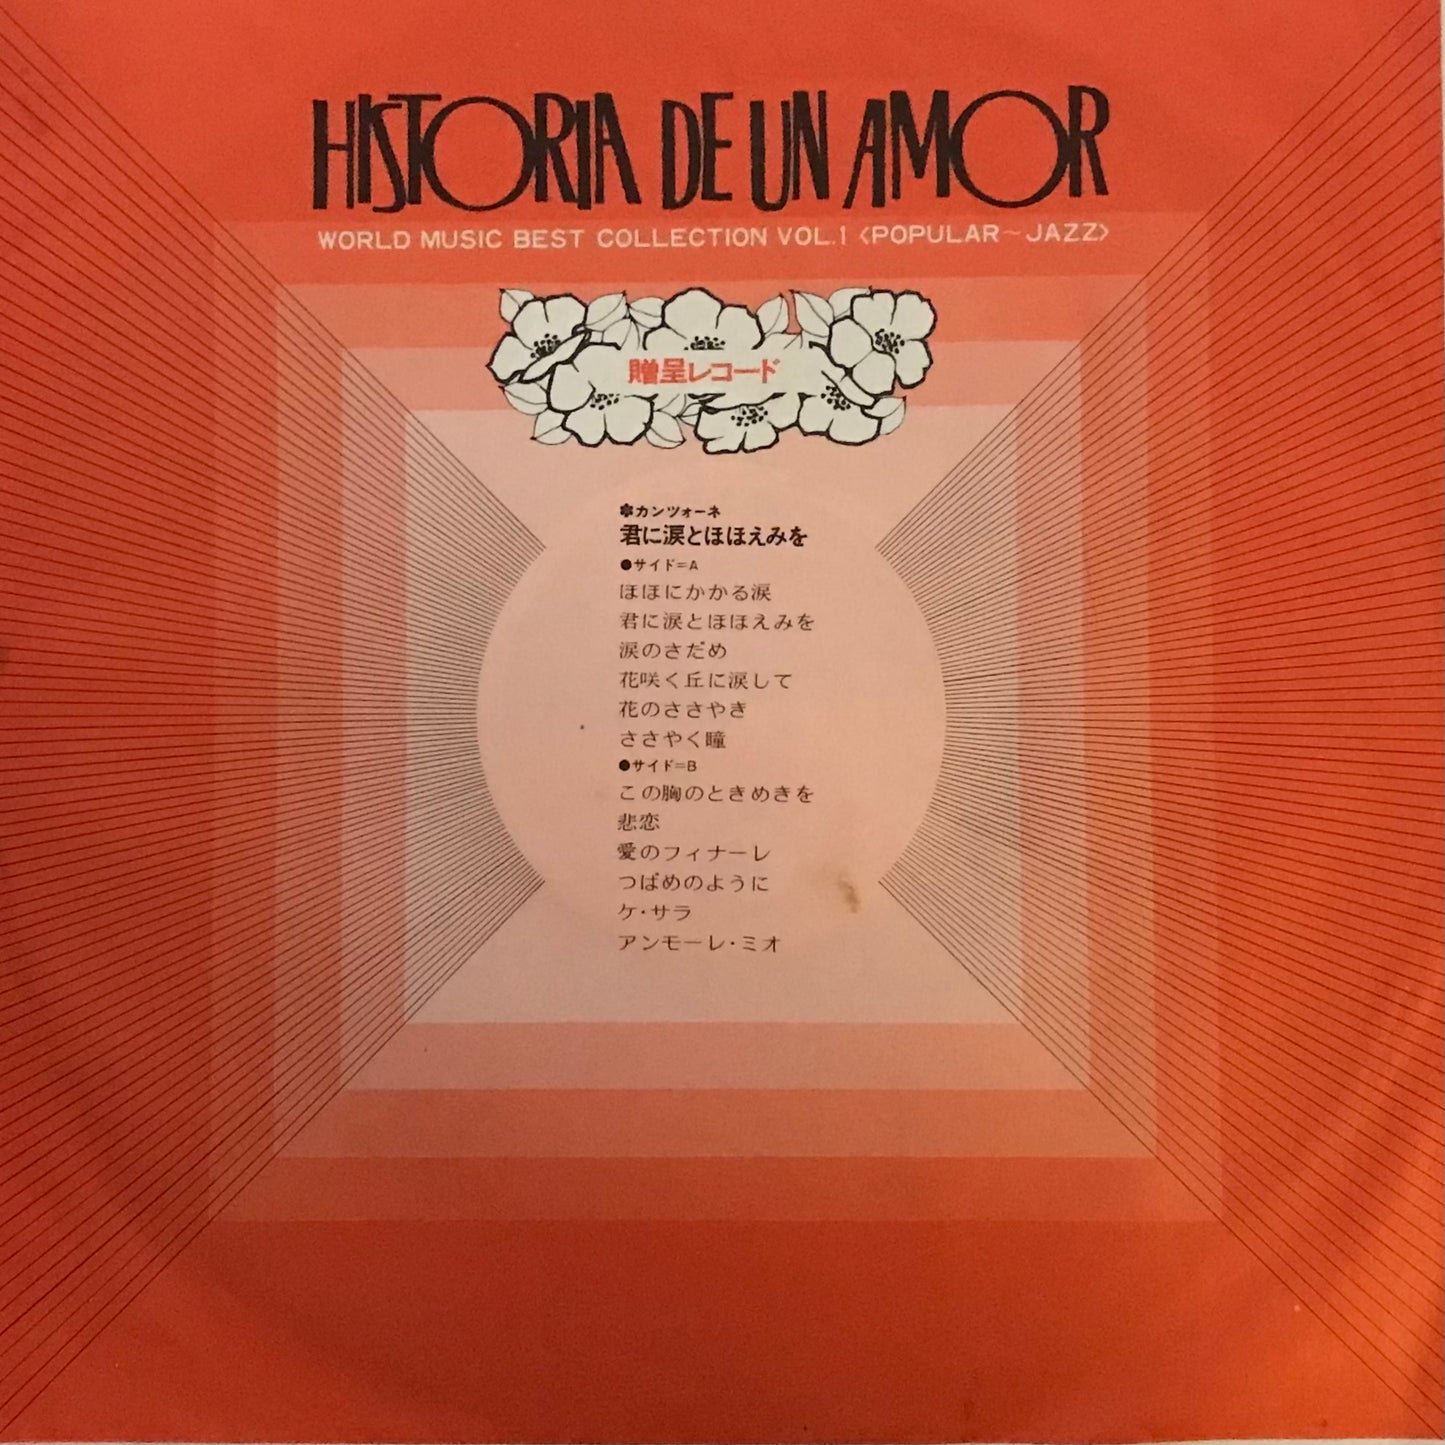 HISTORIA DE UN AMOR
WORLD MUSIC BEST COLLECTION VOL.1 〈POPULAR~JAZZ〉
贈呈レコード
✽カンツォーネ
君に涙とほほえみを
●サイド=A
ほほにかかる涙
君に涙とほほえみを
涙のさだめ
花咲く丘に涙して
花のささやき
ささやく瞳
●サイド=B
この胸のときめきを
悲恋
愛のフィナーレ
つばめのように
ケ・サラ
アンモーレ・ミオ